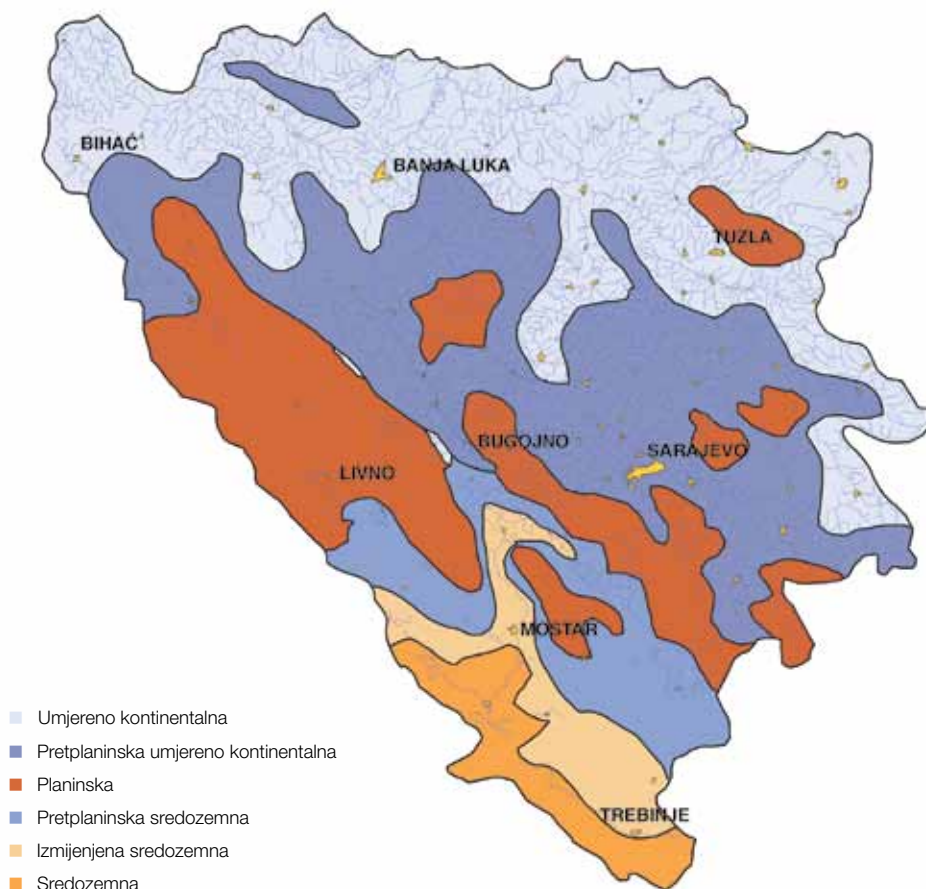 BIHAĆ
BANJA LUKA
TUZLA
BUGOJNO
SARAJEVO
LIVNO
MOSTAR
TREBINJE
Umjereno kontinentalna
Pretplaninska umjereno kontinentalna
Planinska
Pretplaninska sredozemna
Izmijenjena sredozemna
Sredozemna